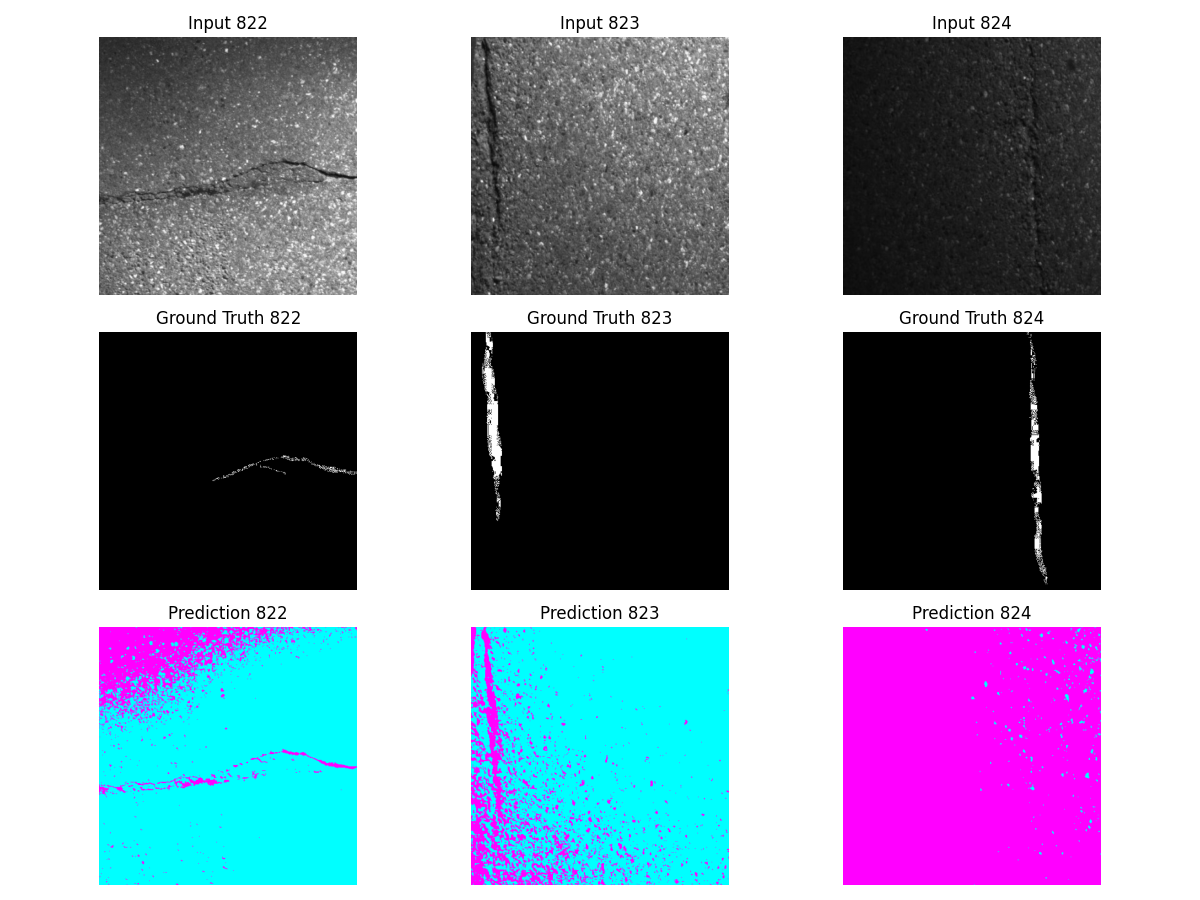 Input 822
Input 823
Input 824
Ground Truth 822
Ground Truth 823
Ground Truth 824
Prediction 822
Prediction 823
Prediction 824